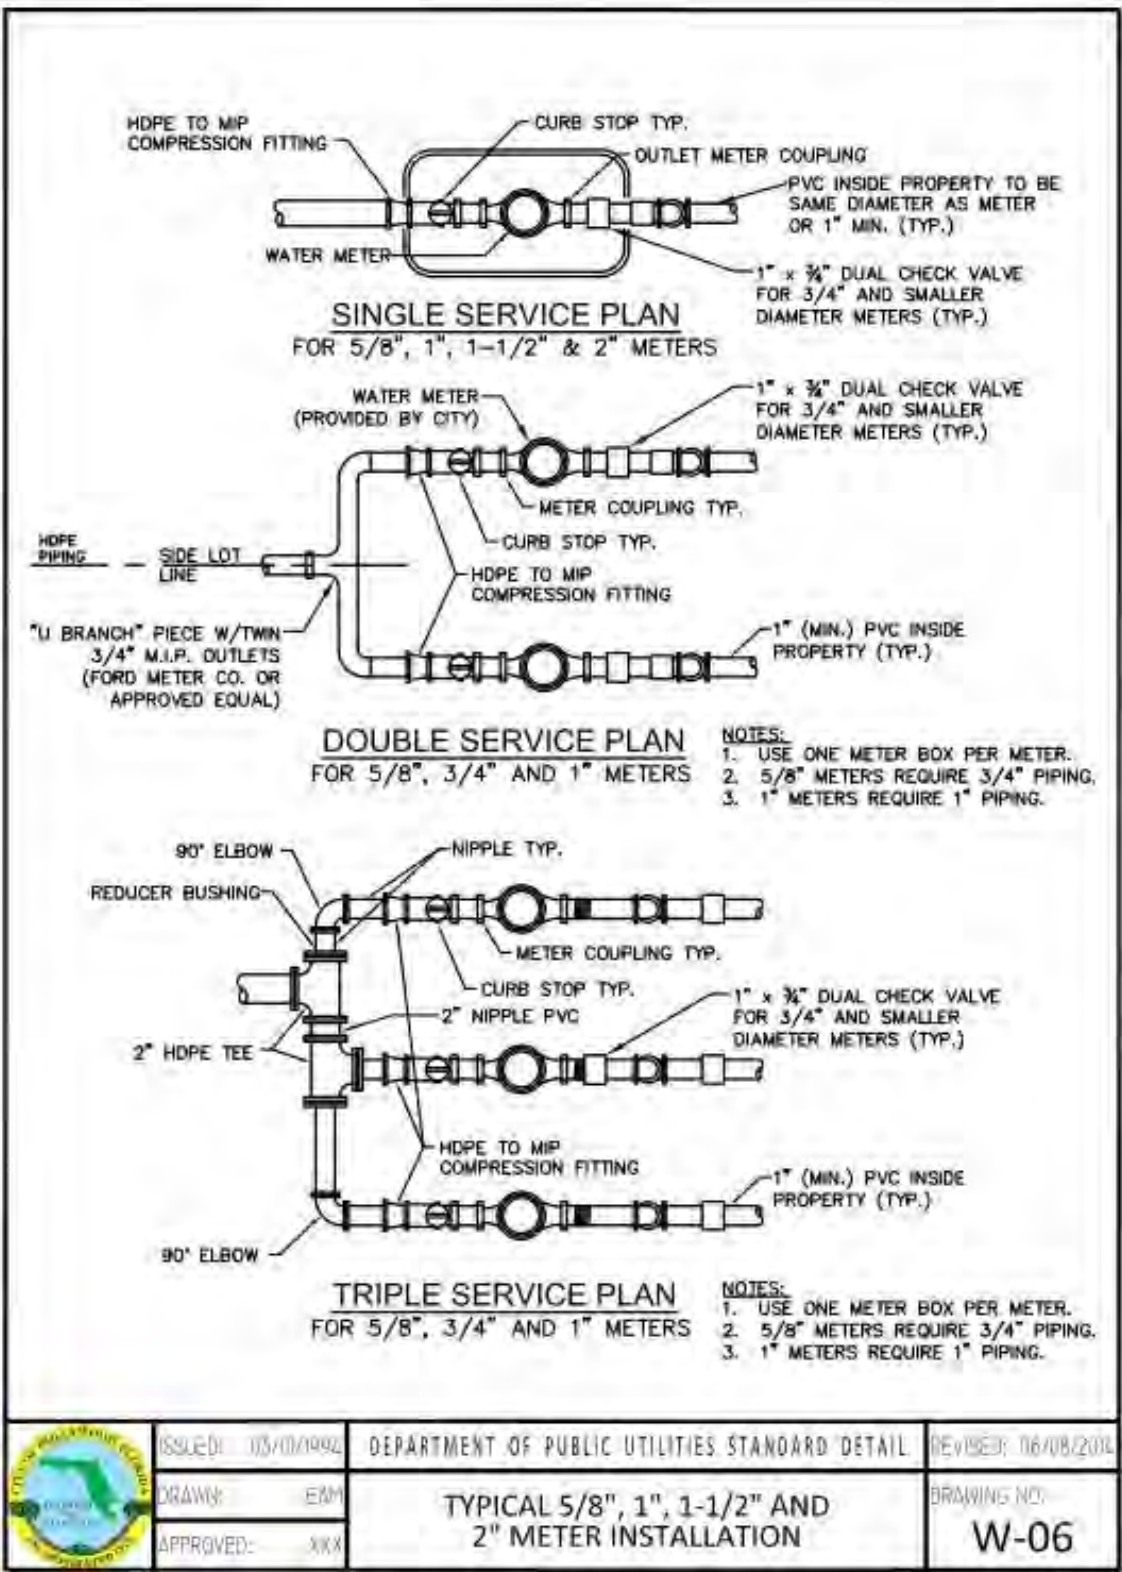 HDPE TO MIP
COMPRESSION FITTING
CURB STOP TYP.
OUTLET METER COUPLING
PVC INSIDE PROPERTY TO BE
SAME DIAMETER AS METER
OR 1" MIN. (TYP.)
WATER METER
1" x ¾" DUAL CHECK VALVE
FOR 3/4" AND SMALLER
DIAMETER METERS (TYP.)
SINGLE SERVICE PLAN
FOR 5/8", 1", 1-1/2" & 2" METERS
WATER METER
(PROVIDED BY CITY)
1" x ¾" DUAL CHECK VALVE
FOR 3/4" AND SMALLER
DIAMETER METERS (TYP.)
METER COUPLING TYP.
CURB STOP TYP.
HDPE
PIPING
SIDE LOT
LINE
HDPE TO MIP
COMPRESSION FITTING
"U BRANCH" PIECE W/TWIN
3/4" M.I.P. OUTLETS
(FORD METER CO. OR
APPROVED EQUAL)
1" (MIN.) PVC INSIDE
PROPERTY (TYP.)
DOUBLE SERVICE PLAN
FOR 5/8", 3/4" AND 1" METERS
NOTES:
1. USE ONE METER BOX PER METER.
2. 5/8" METERS REQUIRE 3/4" PIPING.
3. 1" METERS REQUIRE 1" PIPING.
90° ELBOW
NIPPLE TYP.
REDUCER BUSHING
METER COUPLING TYP.
CURB STOP TYP.
2" NIPPLE PVC
1" x ¾" DUAL CHECK VALVE
FOR 3/4" AND SMALLER
DIAMETER METERS (TYP.)
2" HDPE TEE
HDPE TO MIP
COMPRESSION FITTING
1" (MIN.) PVC INSIDE
PROPERTY (TYP.)
90° ELBOW
TRIPLE SERVICE PLAN
FOR 5/8", 3/4" AND 1" METERS
NOTES:
1. USE ONE METER BOX PER METER.
2. 5/8" METERS REQUIRE 3/4" PIPING.
3. 1" METERS REQUIRE 1" PIPING.
ISSUED: 03/01/1994
DEPARTMENT OF PUBLIC UTILITIES STANDARD DETAIL
REVISED: 06/08/2014
DRAWN: EAM
TYPICAL 5/8", 1", 1-1/2" AND
2" METER INSTALLATION
DRAWING NO.
APPROVED: XXX
W-06